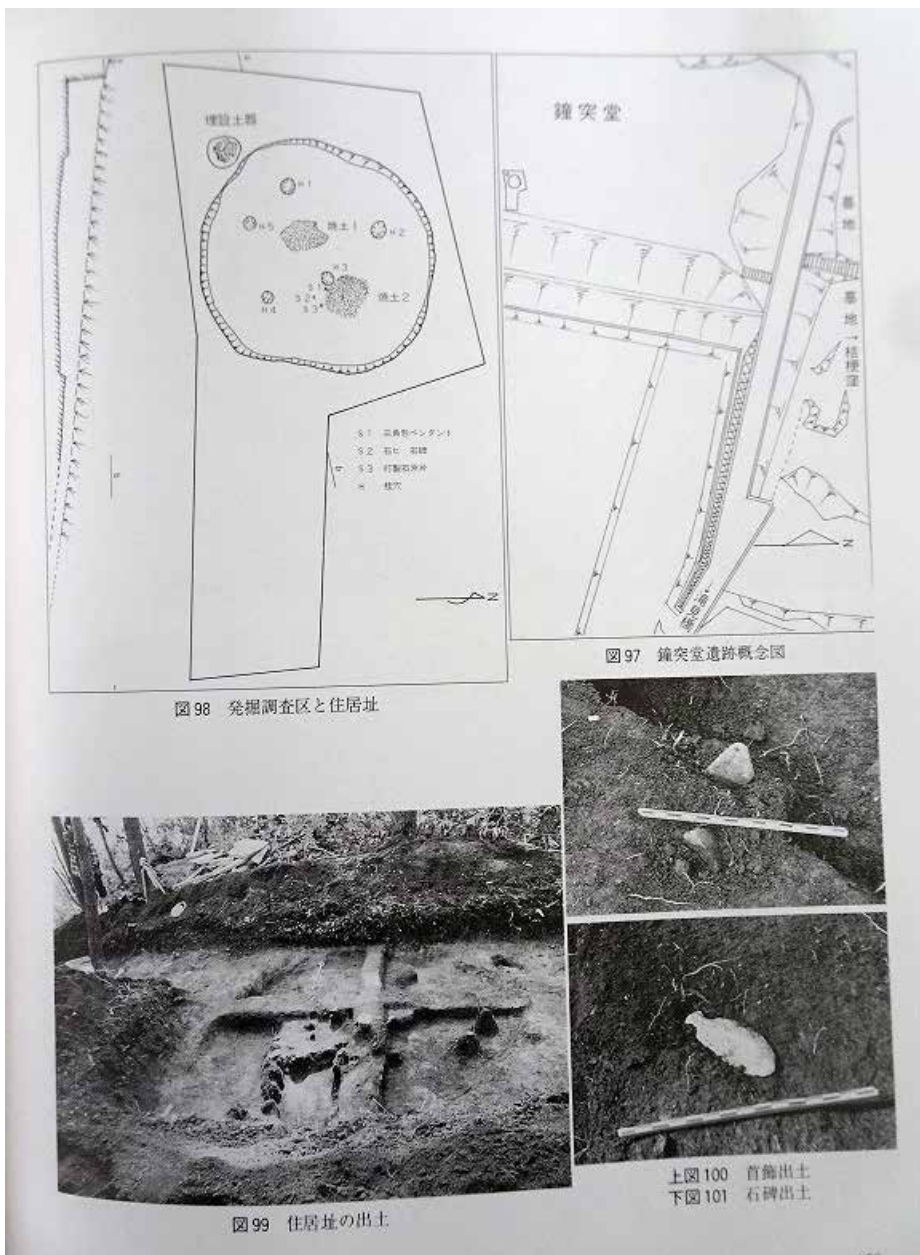 埋設土器
H1
H5
焼土1
H2
H3
S1
S2
S3
焼土2
H4
S1 三角形ペンダント
S2 石ヒ 石碑
S3 打製石斧片
H 柱穴
N
図98 発掘調査区と住居址
鐘突堂
墓地
墓地→桔梗窪
N
図97 鐘突堂遺跡概念図
図99 住居址の出土
上図100 首飾出土
下図101 石碑出土